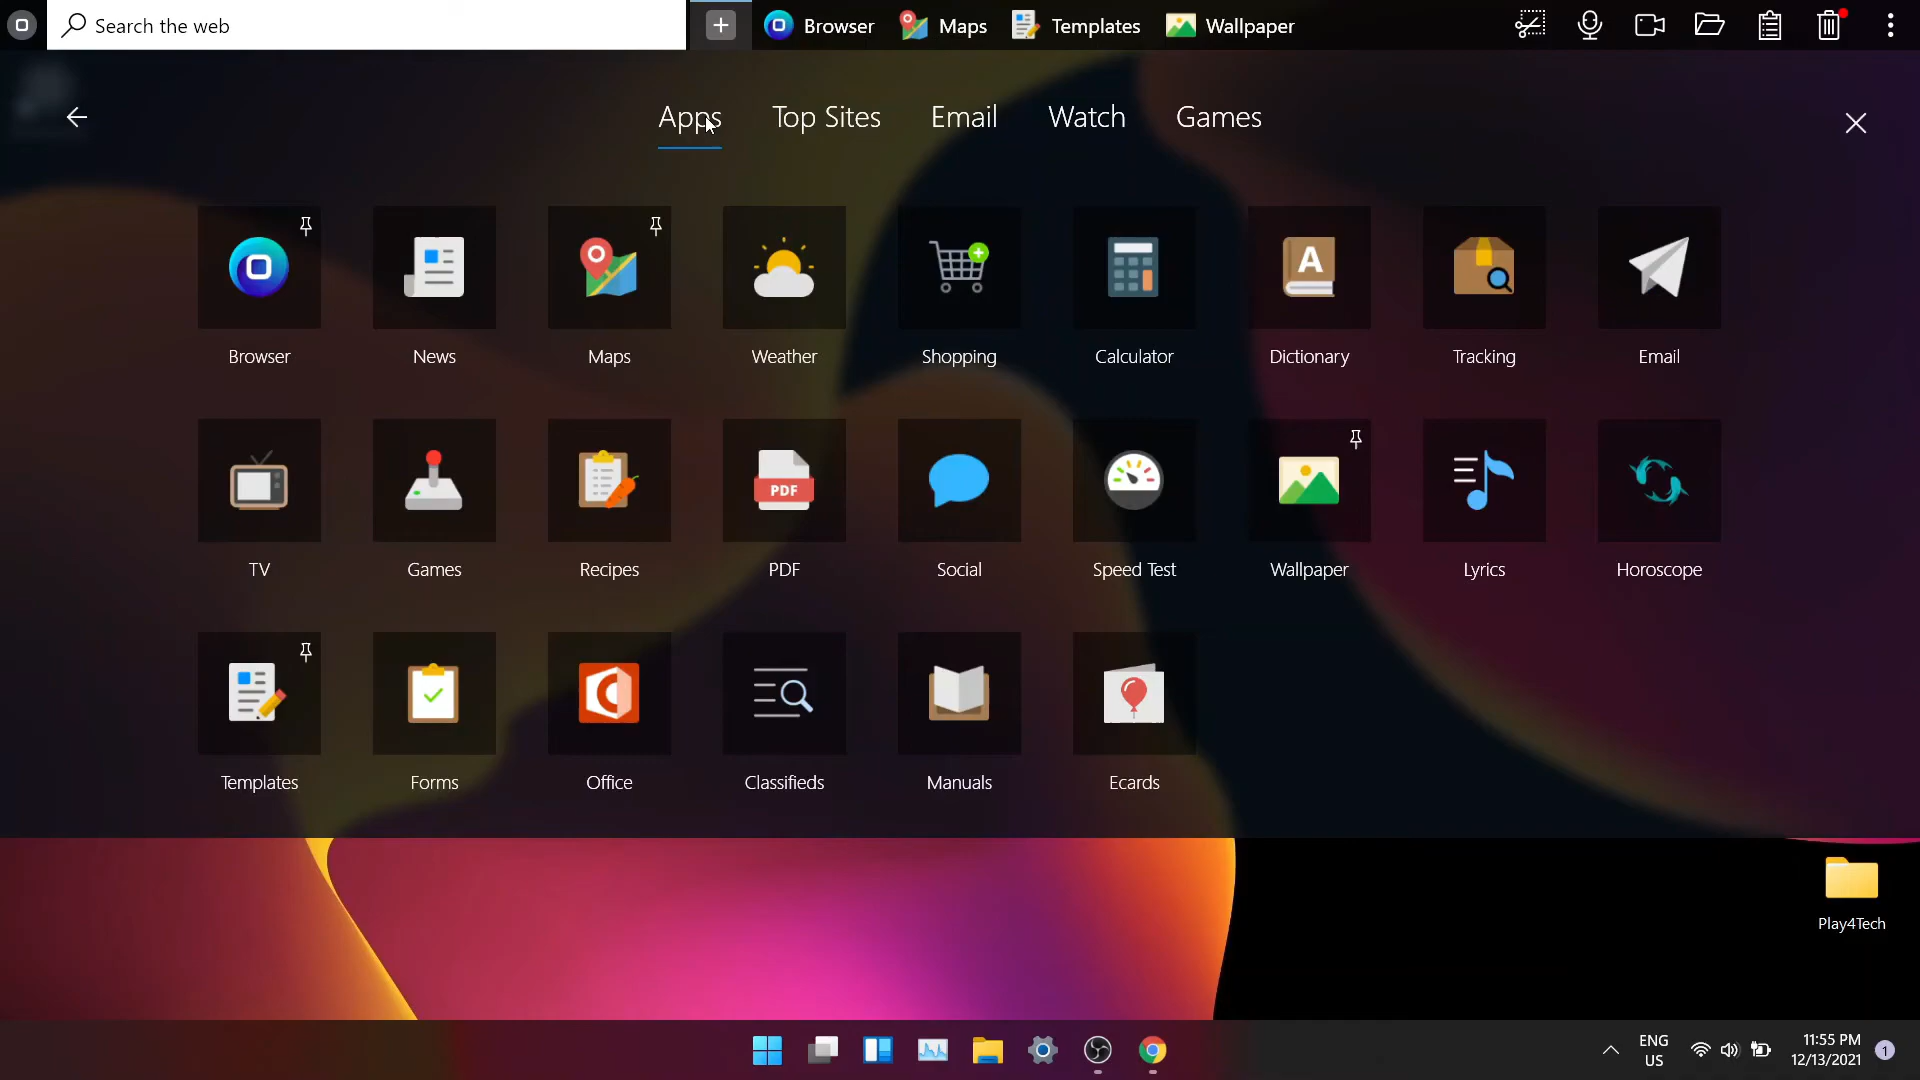 Search the web
Browser
Maps
Templates
Wallpaper
Apps
Top Sites
Email
Watch
Games
Browser
News
Maps
Weather
Shopping
Calculator
A
Dictionary
Tracking
Email
TV
Games
Recipes
PDF
PDF
Social
Speed Test
Wallpaper
Lyrics
Horoscope
Templates
Forms
Office
Classifieds
Manuals
Ecards
Play4Tech
ENG
US
11:55 PM
12/13/2021
1